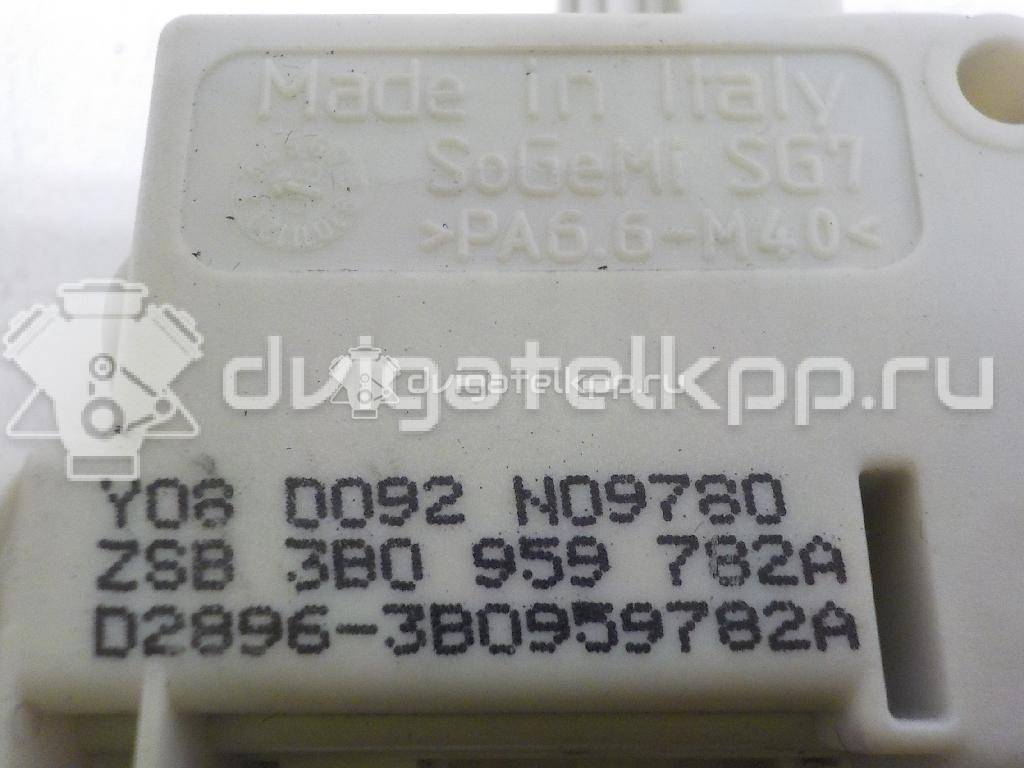 Made in Italy
SoGeMi SG7
>PA6.6-M40<
dvigatelkpp.ru
dvigatelkpp.ru
Y08 D092 N09780
ZSB 3B0 959 782A
D2896-3B0959782A